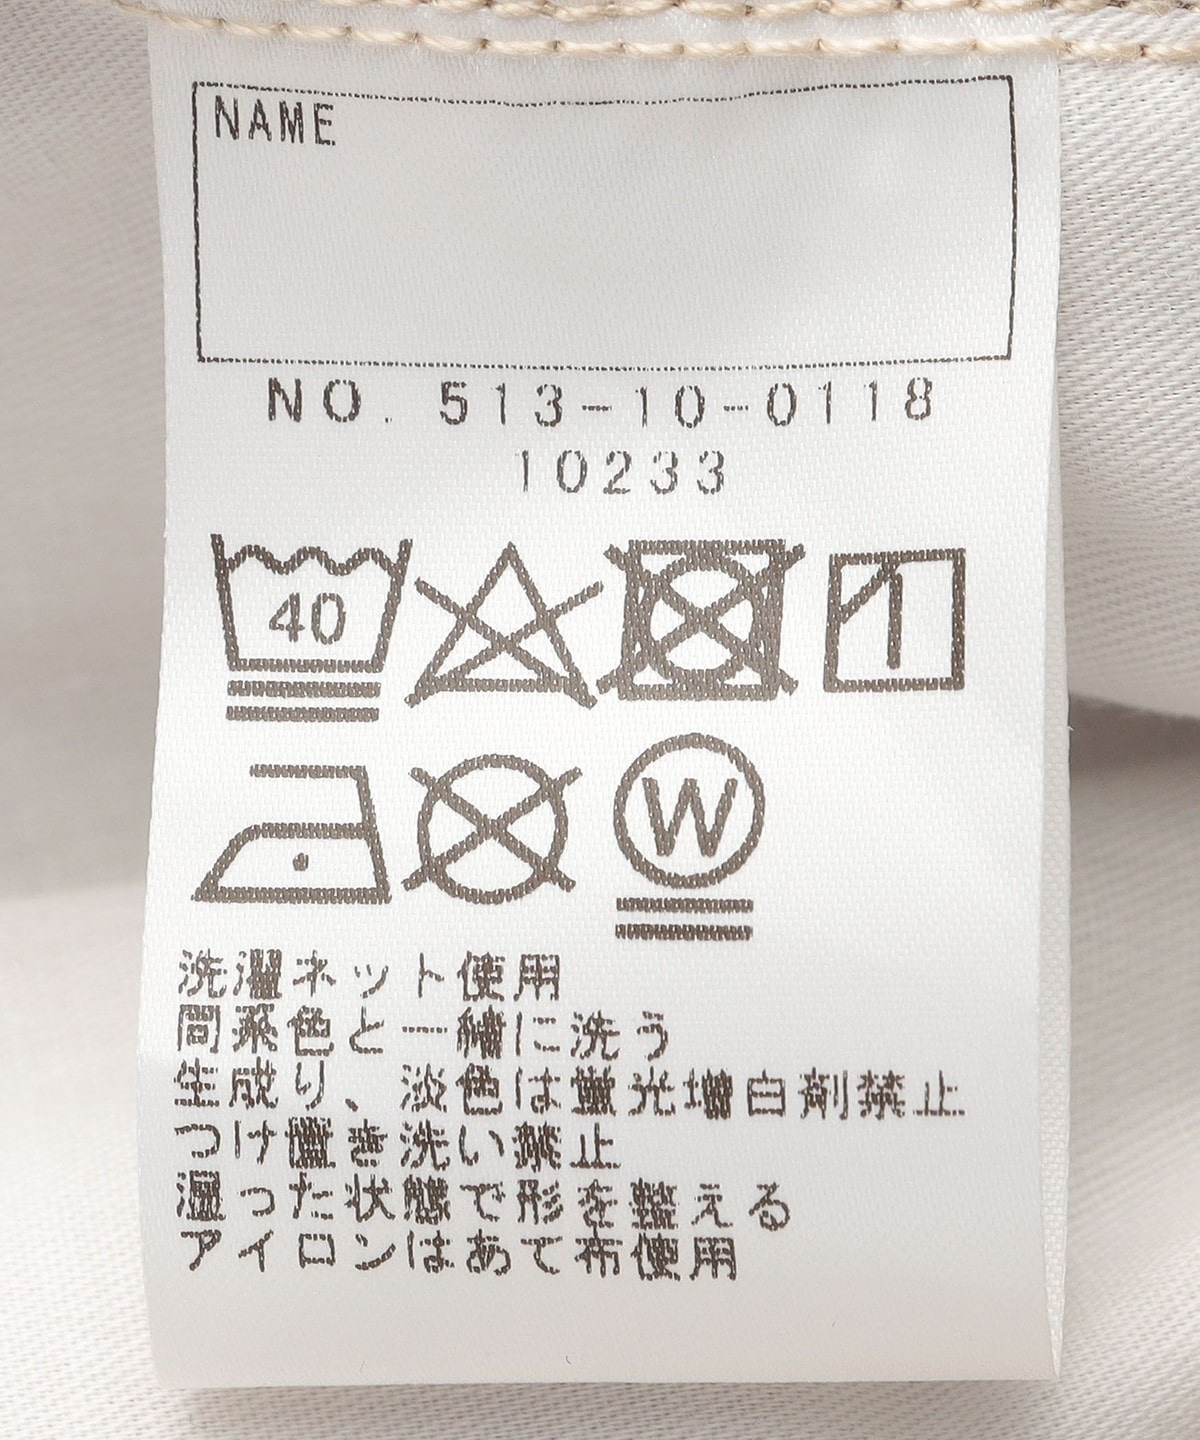 NAME
NO. 513-10-0118
10233
40
W
洗濯ネット使用
同系色と一緒に洗う
生成り、淡色は蛍光増白剤禁止
つけ置き洗い禁止
湿った状態で形を整える
アイロンはあて布使用